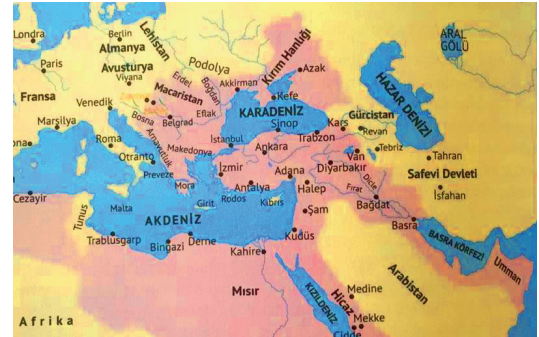 Londra
Berlin
Almanya
Lehistan
Paris
Avusturya
Viyana
Podolya
Kırım Hanlığı
Azak
ARAL
GÖLÜ
Fransa
Macaristan
Erdel
Boğdan
Akkirman
Kefe
HAZAR DENİZİ
Venedik
Bosna
Belgrad
Eflak
KARADENİZ
Sinop
Gürcistan
Kars
Revan
Marsilya
Roma
Arnavutluk
Makedonya
İstanbul
Ankara
Trabzon
Otranto
Preveze
Mora
İzmir
Antalya
Adana
Diyarbakır
Van
Tebriz
Tahran
Safevi Devleti
İsfahan
Cezayir
Tunus
Malta
Girit
Rodos
Kıbrıs
Halep
Fırat
Dicle
Bağdat
AKDENİZ
Şam
Basra
Trablusgarp
Bingazi
Derne
Kudüs
BASRA KÖRFEZİ
Kahire
Umman
Mısır
KIZILDENİZ
Hicaz
Medine
Arabistan
Mekke
Cidde
Afrika